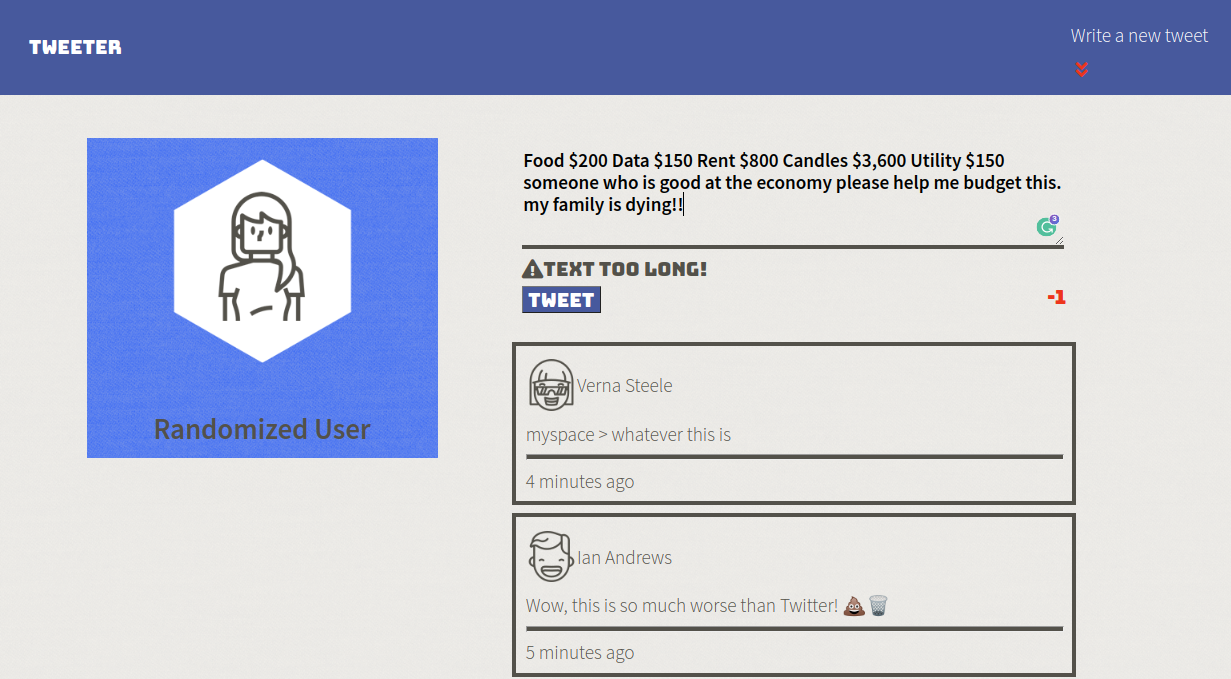 TWEETER
Write a new tweet
Randomized User
Food $200 Data $150 Rent $800 Candles $3,600 Utility $150
someone who is good at the economy please help me budget this.
my family is dying!!
3
TEXT TOO LONG!
TWEET
-1
Verna Steele
myspace > whatever this is
4 minutes ago
Ian Andrews
Wow, this is so much worse than Twitter! 💩🗑️
5 minutes ago